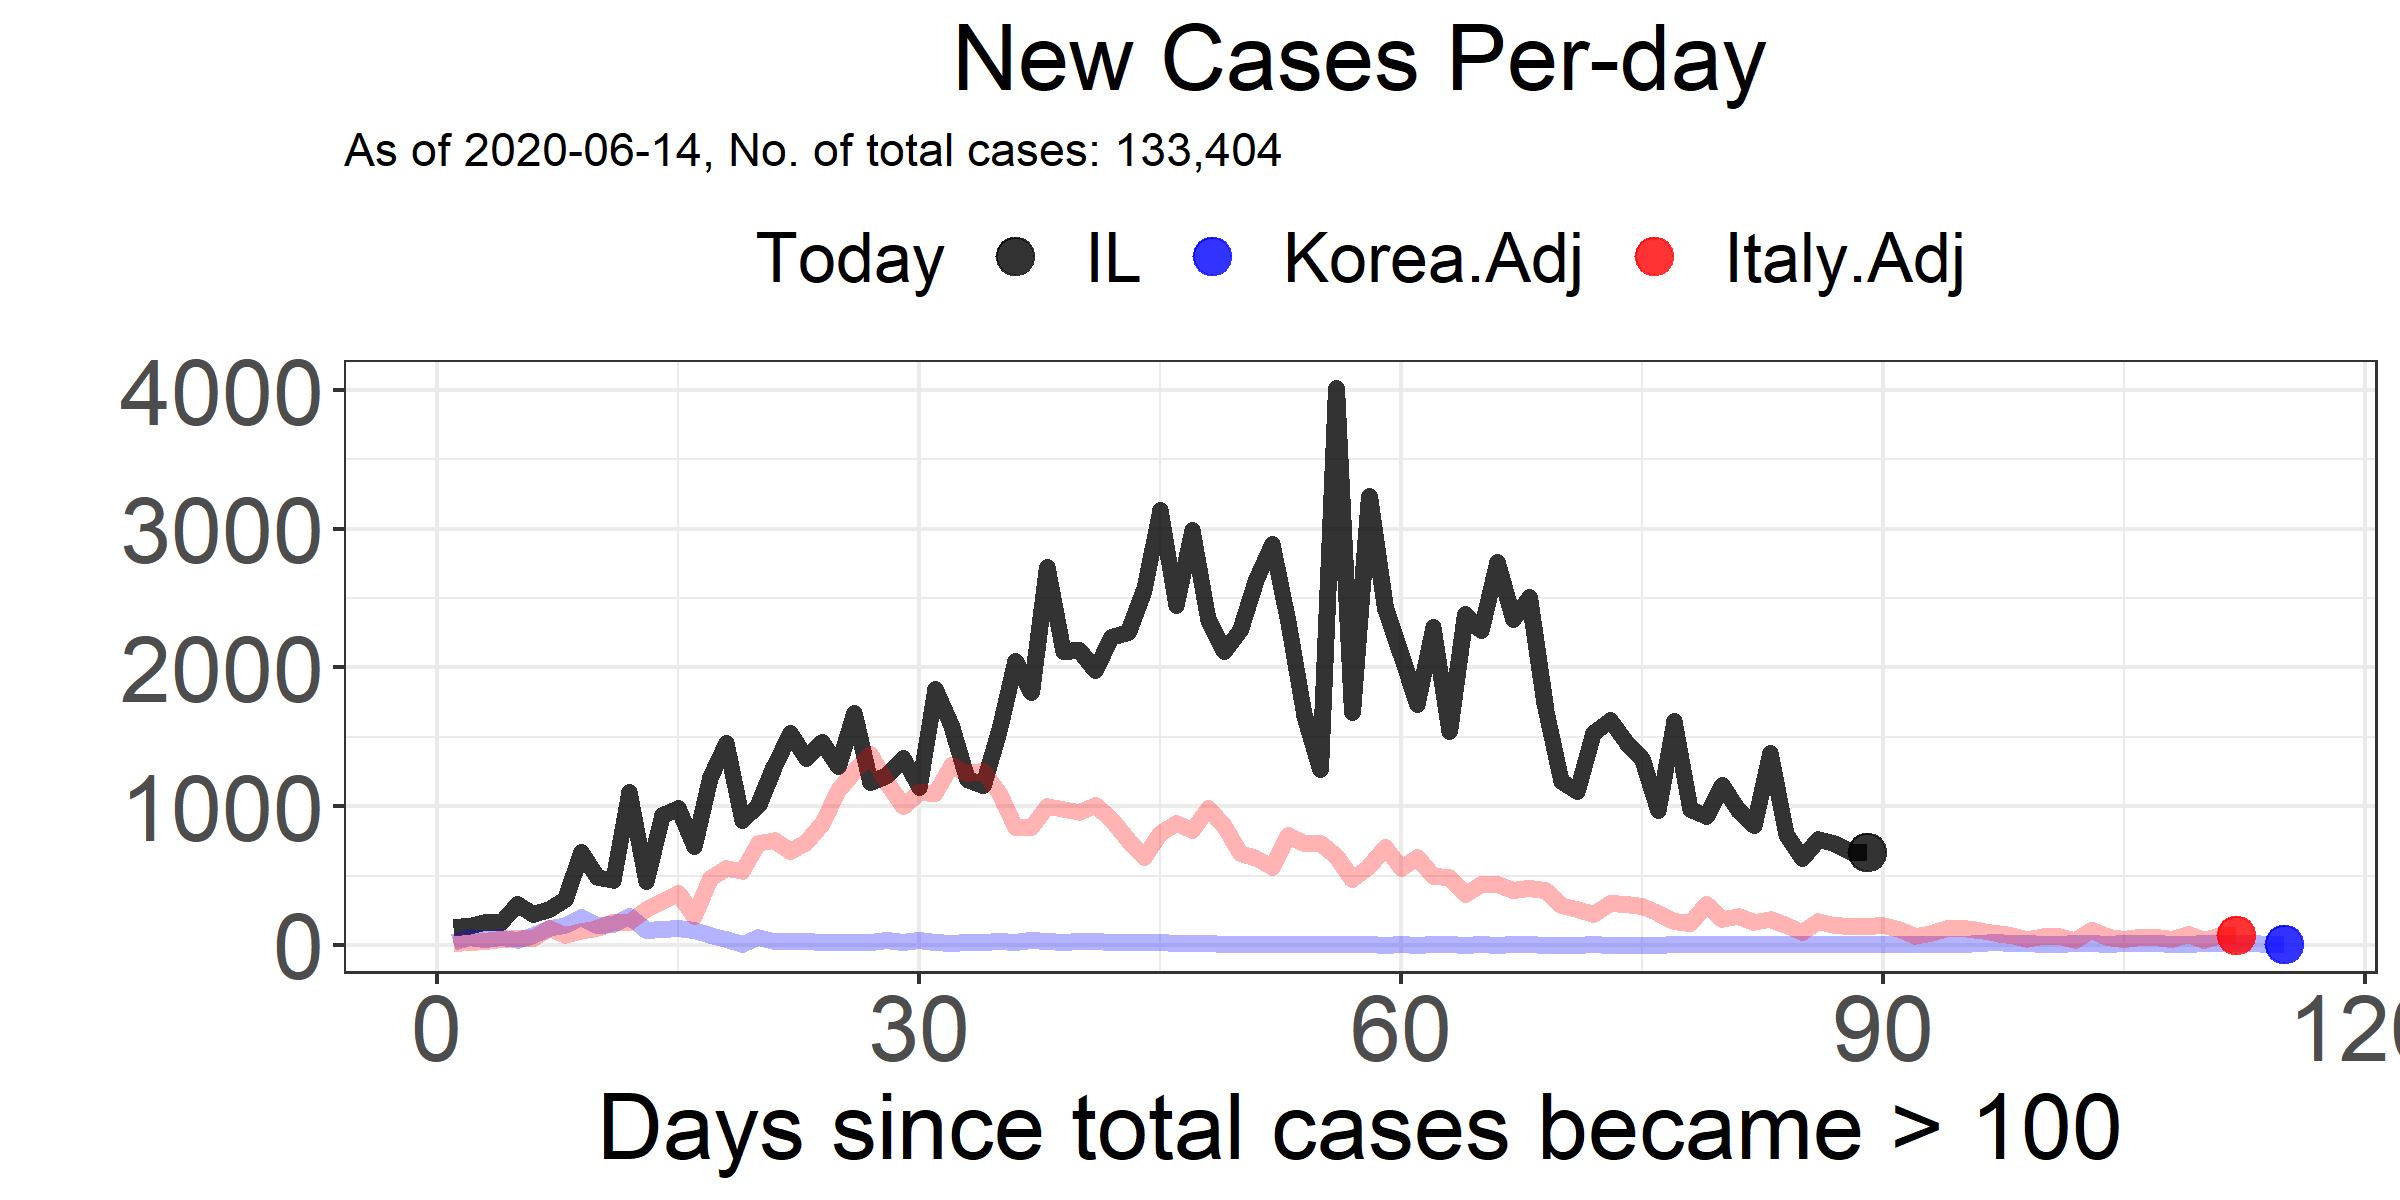 New Cases Per-day
As of 2020-06-14, No. of total cases: 133,404
Today IL Korea.Adj Italy.Adj
4000
3000
2000
1000
0
0 30 60 90 120
Days since total cases became > 100